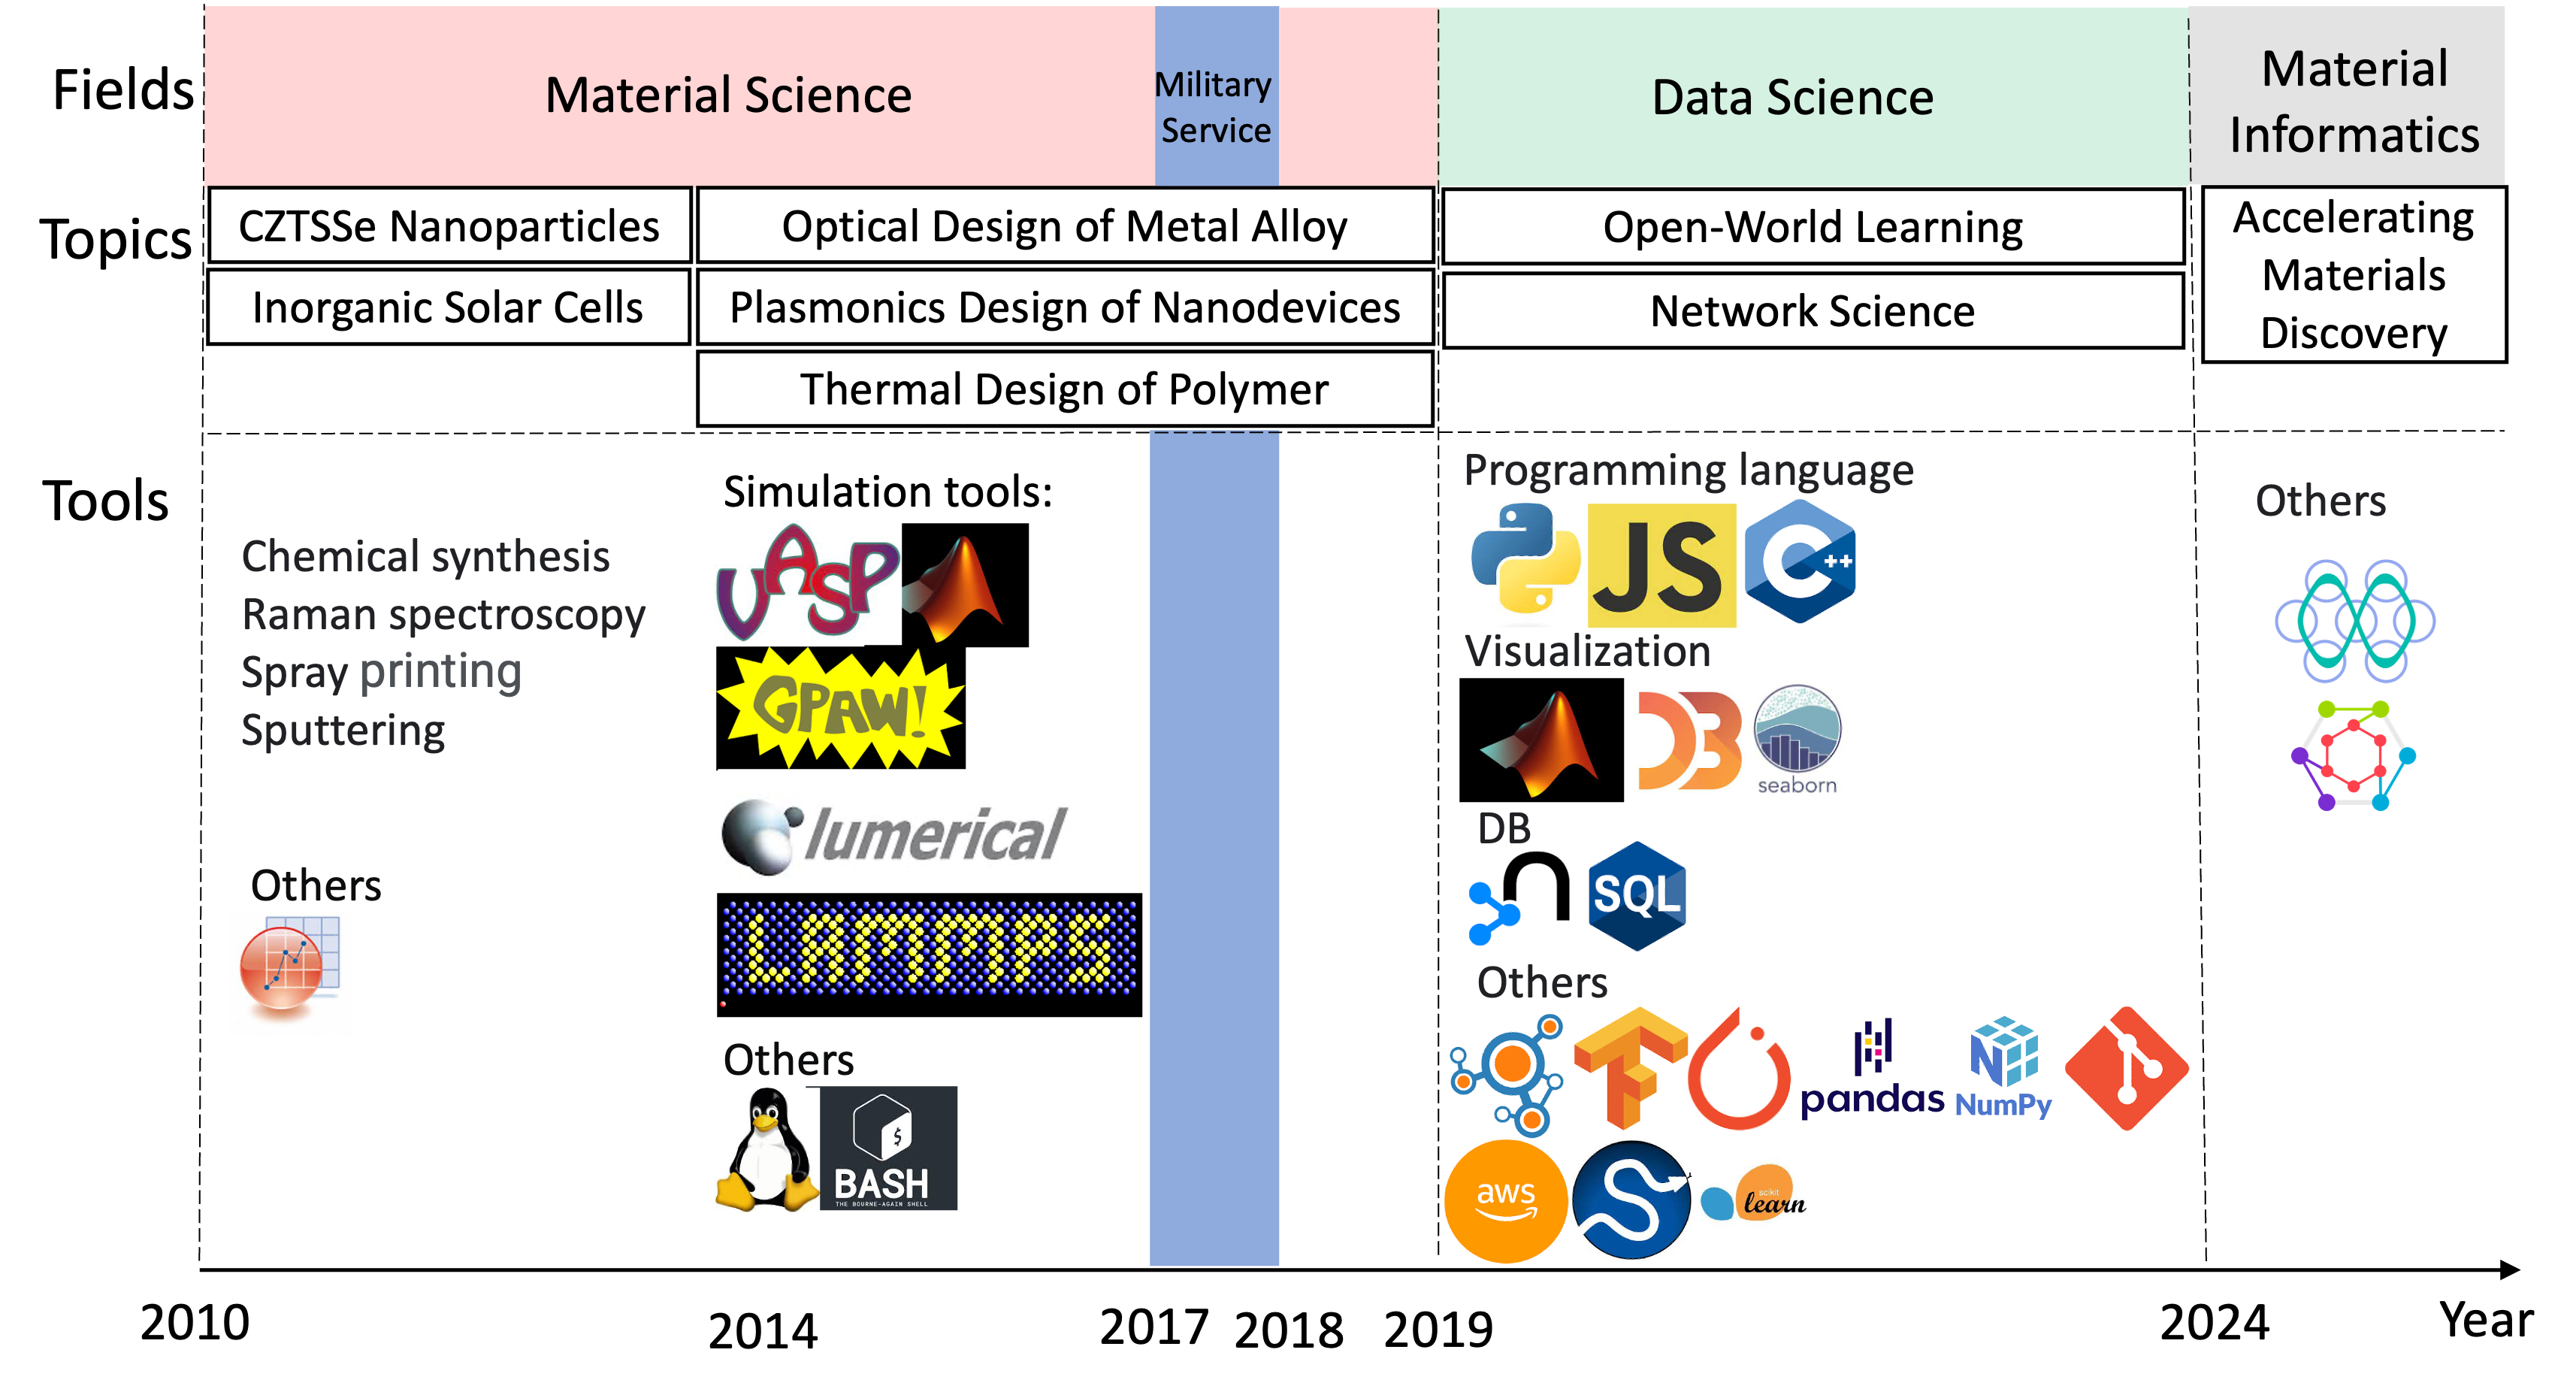 Fields
Material Science
Military
Service
Data Science
Material
Informatics
Topics
CZTSSe Nanoparticles
Optical Design of Metal Alloy
Open-World Learning
Accelerating
Materials
Discovery
Inorganic Solar Cells
Plasmonics Design of Nanodevices
Network Science
Thermal Design of Polymer
Tools
Chemical synthesis
Raman spectroscopy
Spray printing
Sputtering
Others
Simulation tools:
VASP
GPAW!
lumerical
LAMMPS
Others
$
BASH
THE BOURNE-AGAIN SHELL
Programming language
JS
C++
Visualization
D3
seaborn
DB
SQL
Others
pandas
NumPy
aws
scikit
learn
Others
2010
2014
2017
2018
2019
2024
Year